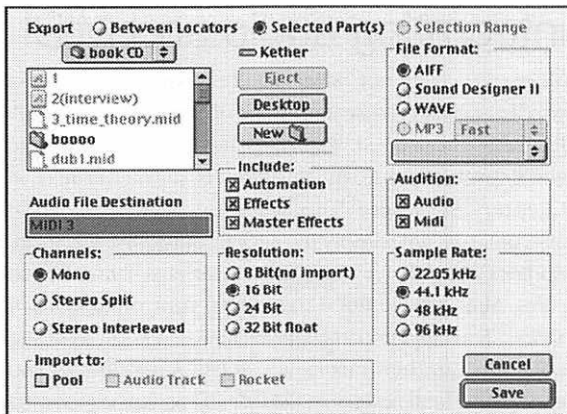 Export Between Locators Selected Part(s) Selection Range
book CD
Kether
1
2(interview)
3_time_theory.mid
boooo
dub1.mid
Eject
Desktop
New
File Format:
AIFF
Sound Designer II
WAVE
MP3 Fast
Audio File Destination
MIDI 3
Include:
Automation
Effects
Master Effects
Audition:
Audio
Midi
Channels:
Mono
Stereo Split
Stereo Interleaved
Resolution:
8 Bit(no import)
16 Bit
24 Bit
32 Bit float
Sample Rate:
22.05 kHz
44.1 kHz
48 kHz
96 kHz
Import to:
Pool Audio Track Rocket
Cancel
Save